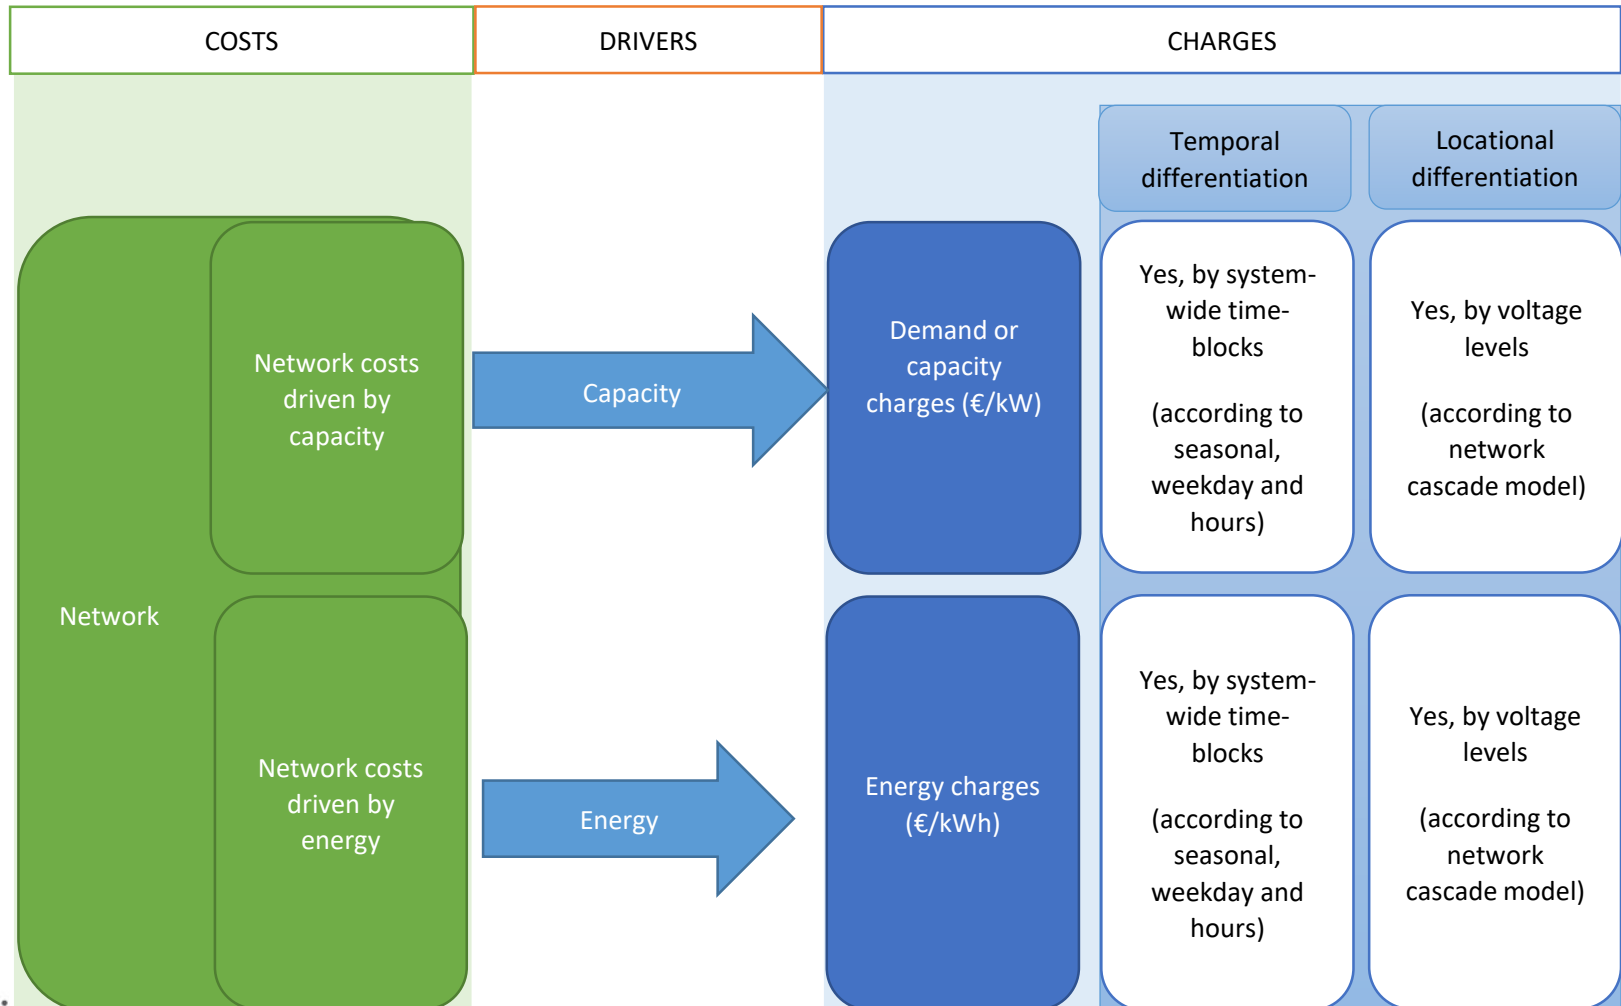 COSTS
DRIVERS
CHARGES
Temporal
differentiation
Locational
differentiation
Network
Network costs
driven by
capacity
Capacity
Demand or
capacity
charges (€/kW)
Yes, by system-
wide time-
blocks
(according to
seasonal,
weekday and
hours)
Yes, by voltage
levels
(according to
network
cascade model)
Network costs
driven by
energy
Energy
Energy charges
(€/kWh)
Yes, by system-
wide time-
blocks
(according to
seasonal,
weekday and
hours)
Yes, by voltage
levels
(according to
network
cascade model)